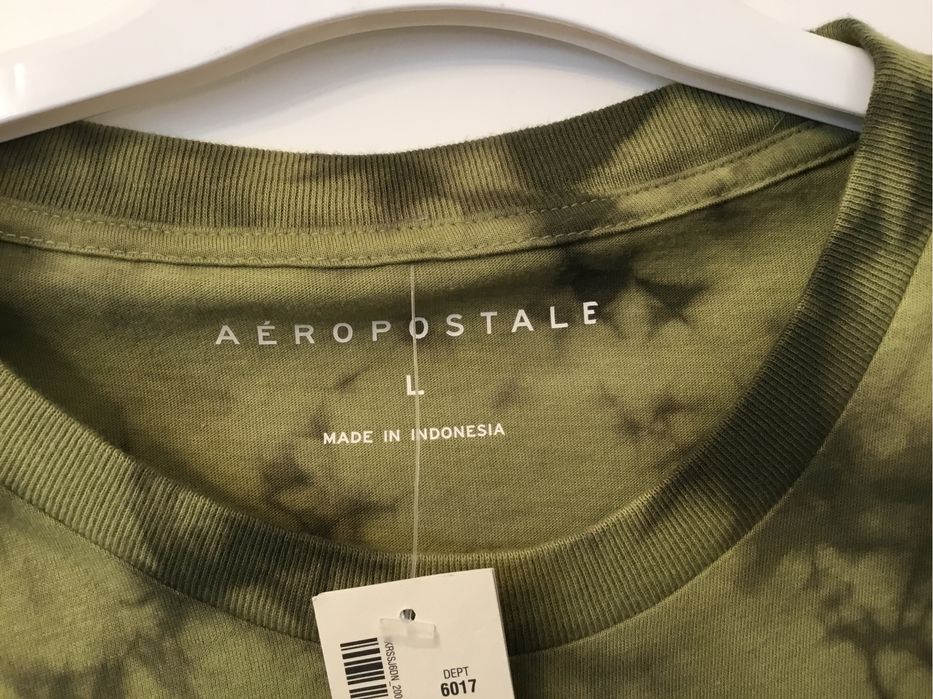 AÉROPOSTALE
L
MADE IN INDONESIA
DEPT
6017